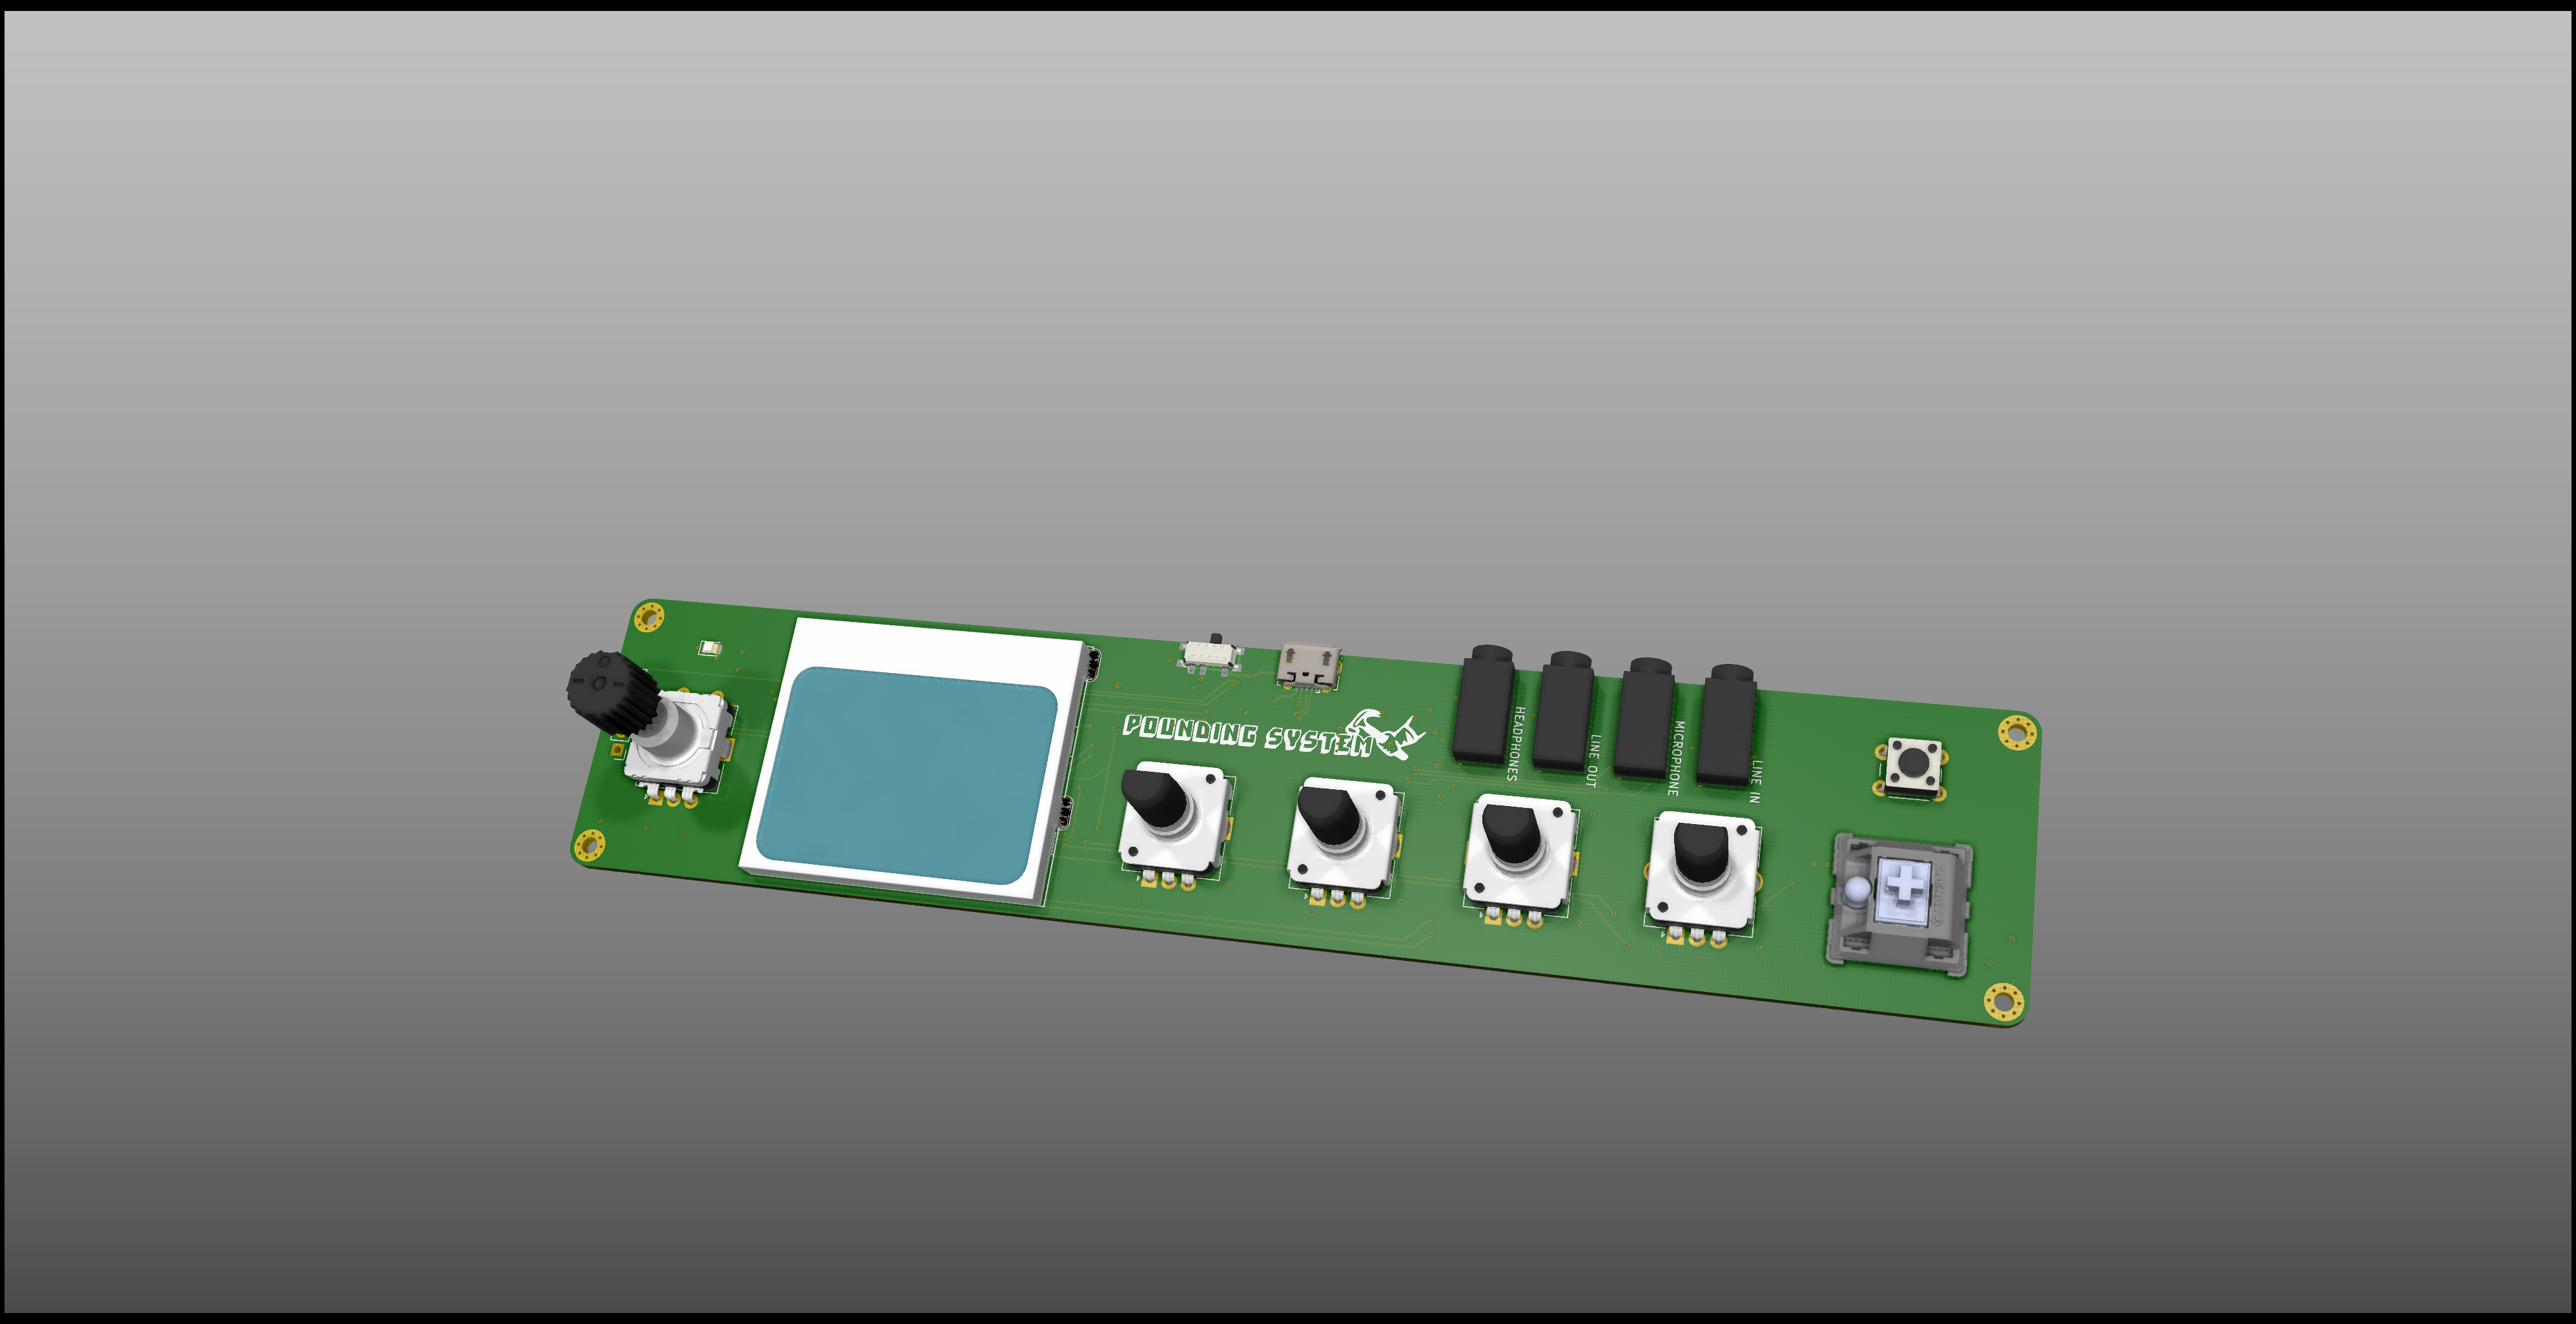 POUNDING SYSTEM
HEADPHONES
LINE OUT
MICROPHONE
LINE IN